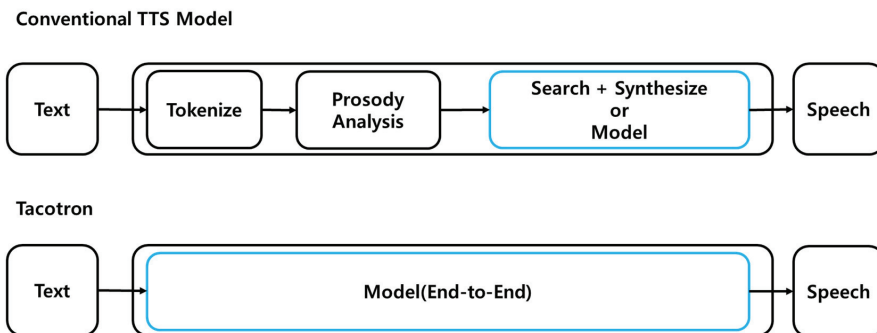 Conventional TTS Model
Text
Tokenize
Prosody
Analysis
Search + Synthesize
or
Model
Speech
Tacotron
Text
Model(End-to-End)
Speech